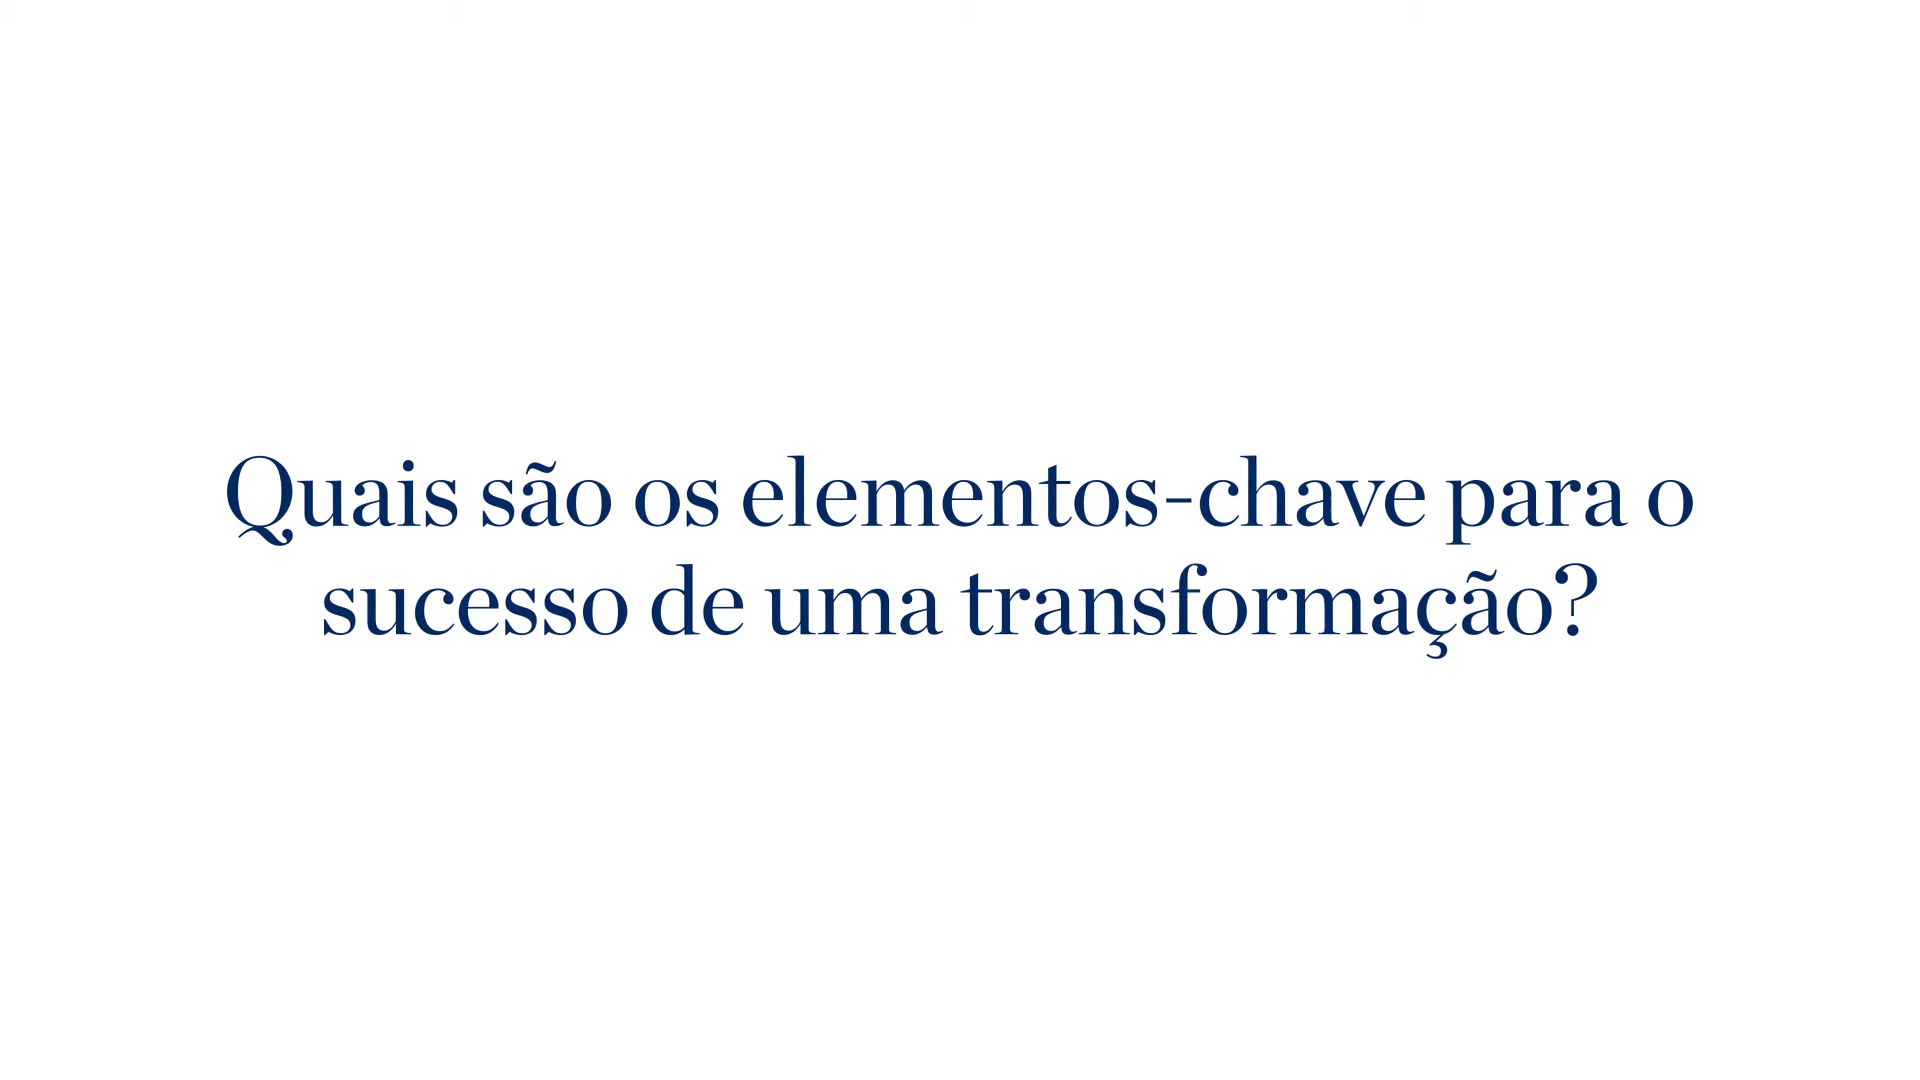 Quais são os elementos-chave para o
sucesso de uma transformação?